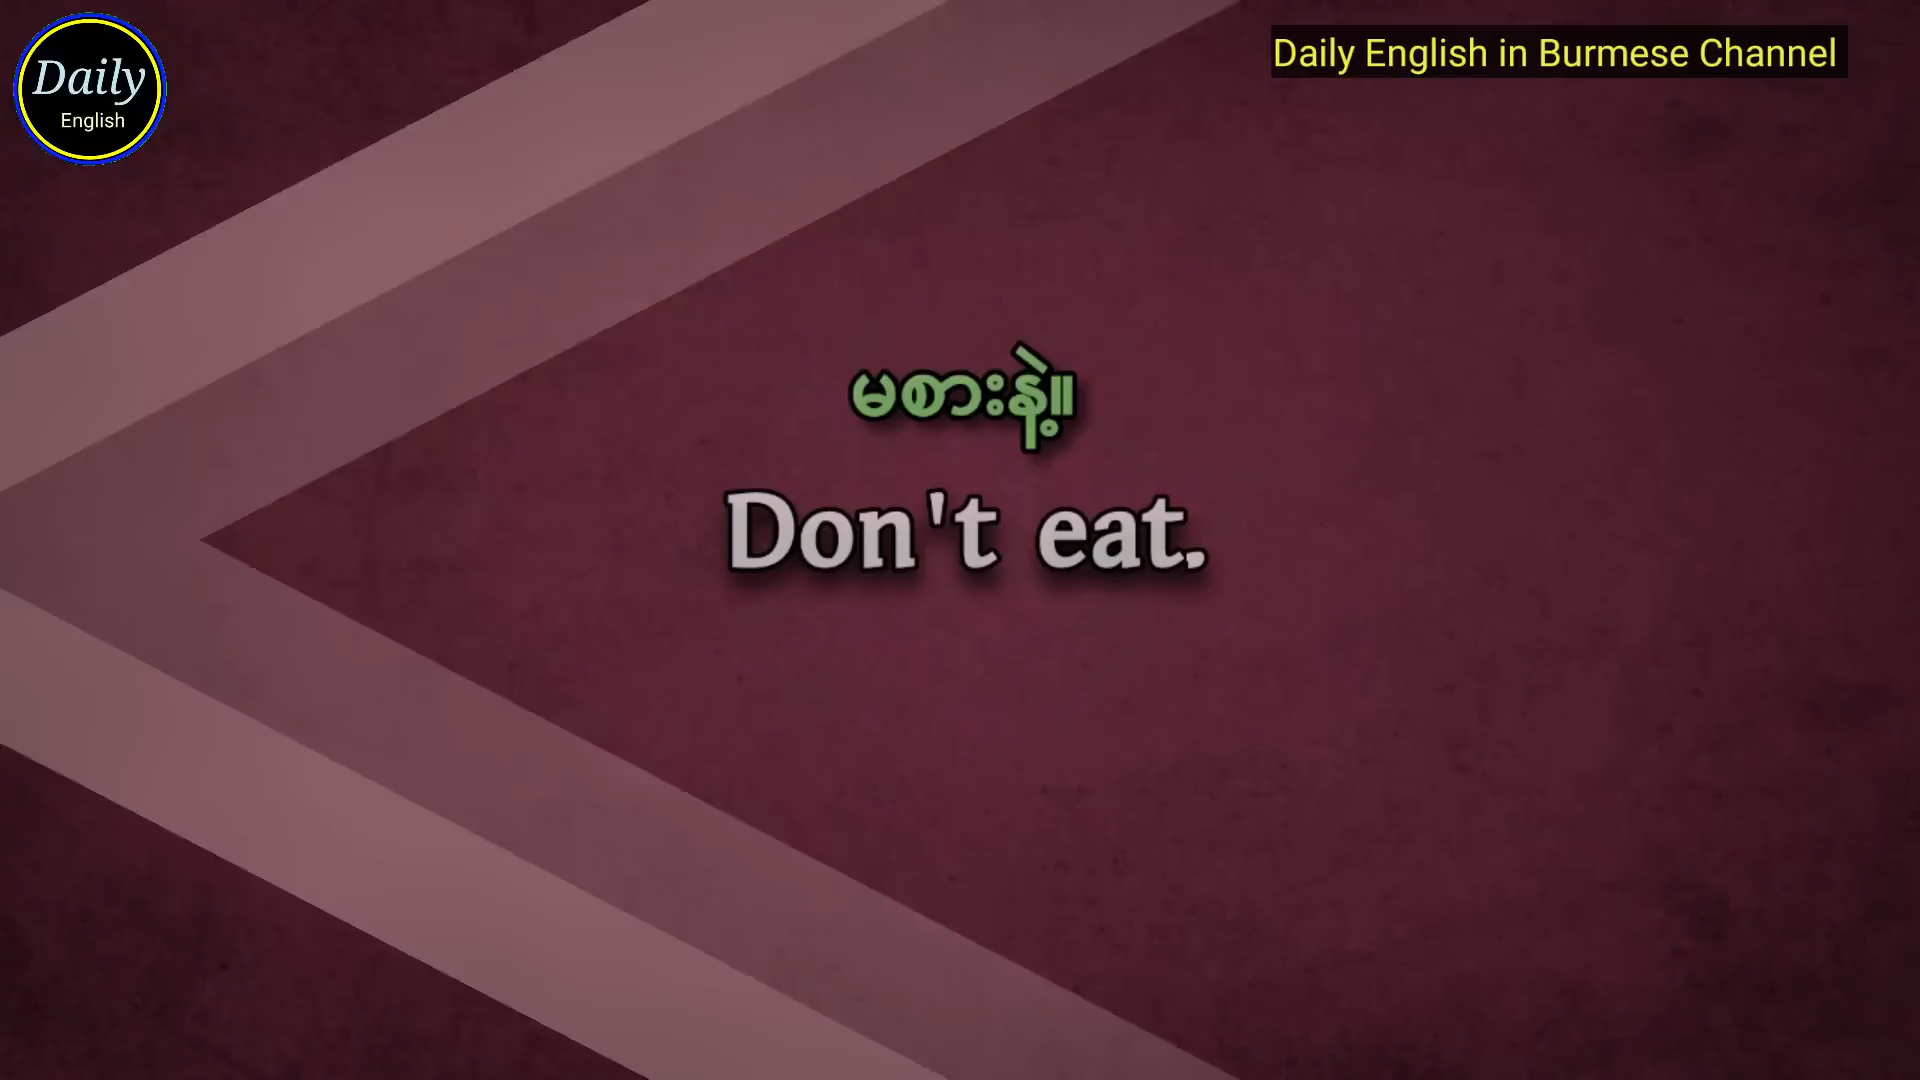 Daily
English
Daily English in Burmese Channel
မစားနဲ့။
Don't eat.